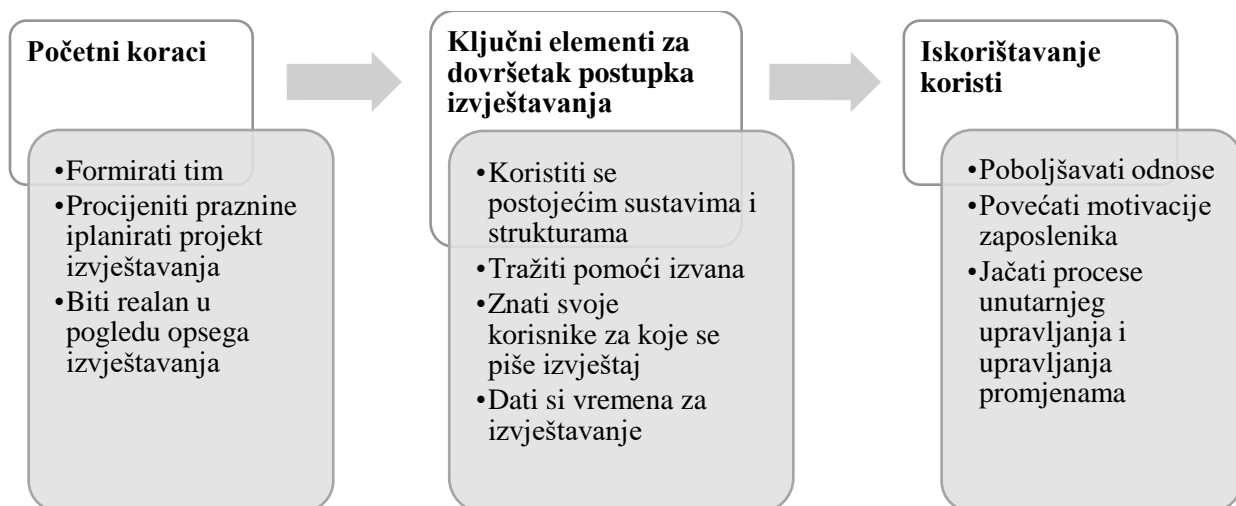 Početni koraci
•Formirati tim
•Procijeniti praznine
iplanirati projekt
izvještavanja
•Biti realan u
pogledu opsega
izvještavanja
Ključni elementi za
dovršetak postupka
izvještavanja
•Koristiti se
postojećim sustavima i
strukturama
•Tražiti pomoći izvana
•Znati svoje
korisnike za koje se
piše izvještaj
•Dati si vremena za
izvještavanje
Iskorištavanje
koristi
•Poboljšavati odnose
•Povećati motivacije
zaposlenika
•Jačati procese
unutarnjeg
upravljanja i
upravljanja
promjenama